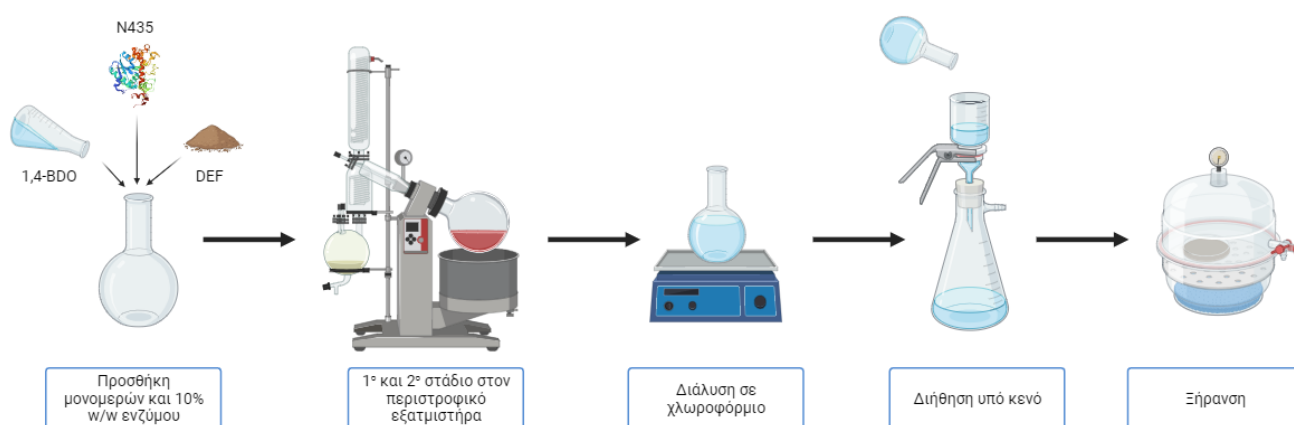 N435
1,4-BDO
DEF
Προσθήκη
μονομερών και 10%
w/w ενζύμου
1° και 2° στάδιο στον
περιστροφικό
εξατμιστήρα
Διάλυση σε
χλωροφόρμιο
Διήθηση υπό κενό
Ξήρανση